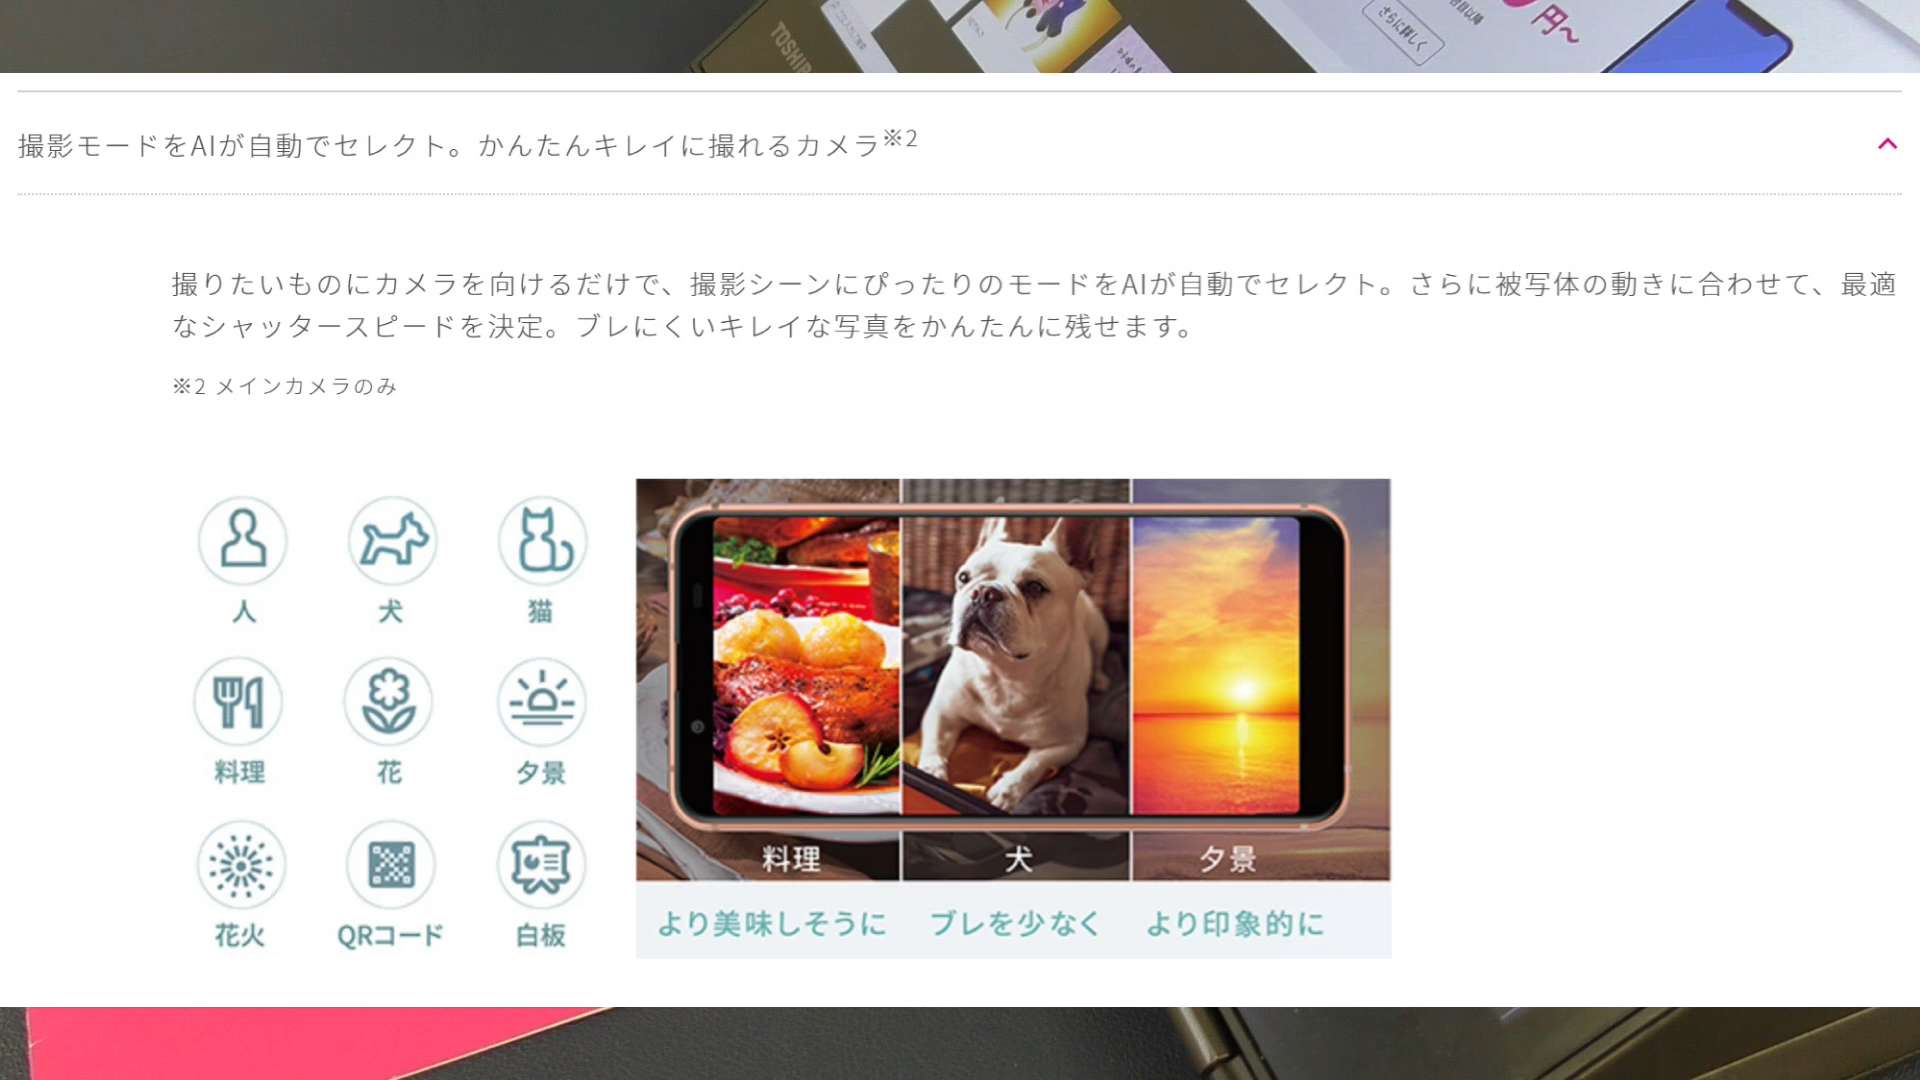 TOSHIB
円~
さらに詳しく
撮影モードをAIが自動でセレクト。かんたんキレイに撮れるカメラ※2
撮りたいものにカメラを向けるだけで、撮影シーンにぴったりのモードをAIが自動でセレクト。さらに被写体の動きに合わせて、最適
なシャッタースピードを決定。ブレにくいキレイな写真をかんたんに残せます。
※2 メインカメラのみ
人 犬 猫
料理 花 夕景
花火 QRコード 白板
料理 犬 夕景
より美味しそうに ブレを少なく より印象的に